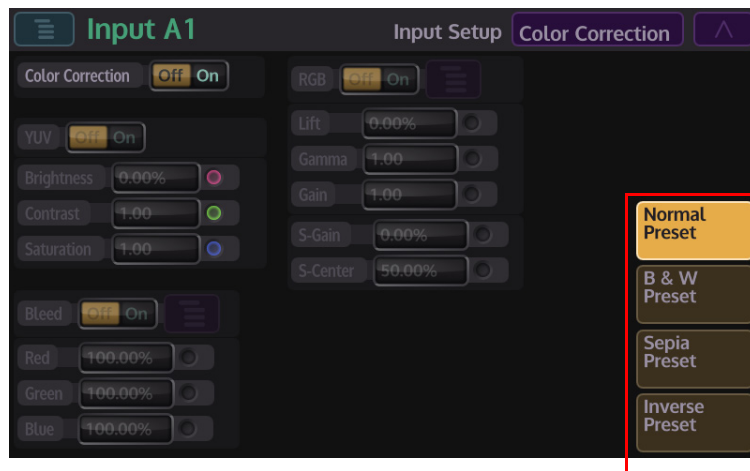 Input A1
Input Setup
Color Correction
Color Correction
Off On
YUV
Off On
Brightness
0.00%
Contrast
1.00
Saturation
1.00
Bleed
Off On
Red
100.00%
Green
100.00%
Blue
100.00%
RGB
Off On
Lift
0.00%
Gamma
1.00
Gain
1.00
S-Gain
0.00%
S-Center
50.00%
Normal
Preset
B & W
Preset
Sepia
Preset
Inverse
Preset